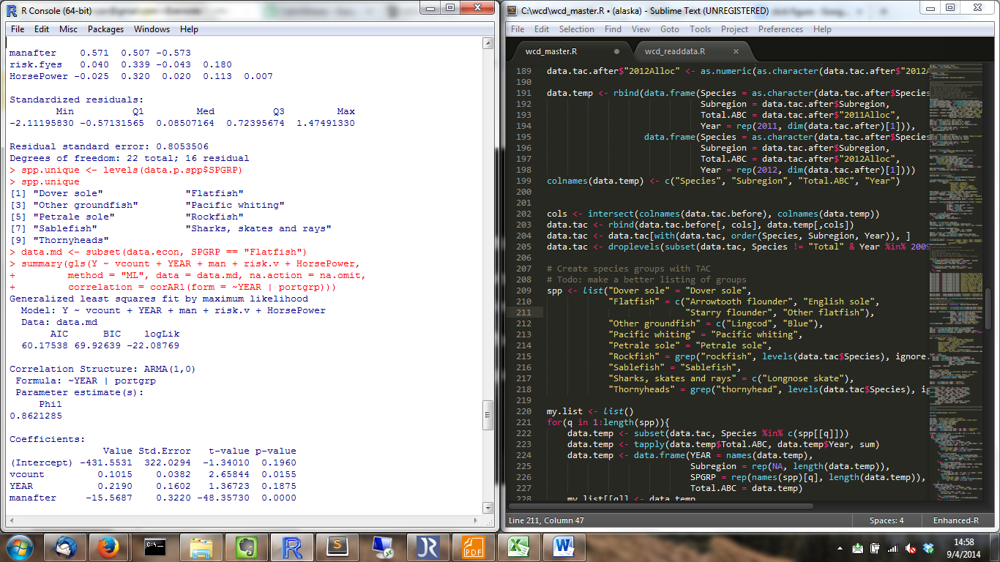 R Console (64-bit)
File Edit Misc Packages Windows Help
manafter 0.571 0.507 -0.573
risk.fyes 0.040 0.339 -0.043 0.180
HorsePower -0.025 0.320 0.020 0.113 0.007
Standardized residuals:
Min Q1 Med Q3 Max
-2.11195830 -0.57131565 0.08507164 0.72395674 1.47491330
Residual standard error: 0.8053506
Degrees of freedom: 22 total; 16 residual
> spp.unique <- levels(data.p.spp$SPGRP)
> spp.unique
[1] "Dover sole" "Flatfish"
[3] "Other groundfish" "Pacific whiting"
[5] "Petrale sole" "Rockfish"
[7] "Sablefish" "Sharks, skates and rays"
[9] "Thornyheads"
> data.md <- subset(data.econ, SPGRP == "Flatfish")
> summary(gls(Y ~ vcount + YEAR + man + risk.v + HorsePower,
+ method = "ML", data = data.md, na.action = na.omit,
+ correlation = corAR1(form = ~YEAR | portgrp)))
Generalized least squares fit by maximum likelihood
Model: Y ~ vcount + YEAR + man + risk.v + HorsePower
Data: data.md
AIC BIC logLik
60.17538 69.92639 -22.08769
Correlation Structure: ARMA(1,0)
Formula: ~YEAR | portgrp
Parameter estimate(s):
Phi1
0.8621285
Coefficients:
Value Std.Error t-value p-value
(Intercept) -431.5531 322.0294 -1.34010 0.1960
vcount 0.1015 0.0382 2.65844 0.0155
YEAR 0.2190 0.1602 1.36723 0.1875
manafter -15.5687 0.3220 -48.35730 0.0000
C:\wcd\wcd_master.R • (alaska) - Sublime Text (UNREGISTERED)
File Edit Selection Find View Goto Tools Project Preferences Help
wcd_master.R wcd_readdata.R
189 data.tac.after$"2012Alloc" <- as.numeric(as.character(data.tac.after$"2012A
190
191 data.temp <- rbind(data.frame(Species = as.character(data.tac.after$Species
192 Subregion = data.tac.after$Subregion,
193 Total.ABC = data.tac.after$"2011Alloc",
194 Year = rep(2011, dim(data.tac.after)[1])),
195 data.frame(Species = as.character(data.tac.after$Species
196 Subregion = data.tac.after$Subregion,
197 Total.ABC = data.tac.after$"2012Alloc",
198 Year = rep(2012, dim(data.tac.after)[1])))
199 colnames(data.temp) <- c("Species", "Subregion", "Total.ABC", "Year")
200
201
202 cols <- intersect(colnames(data.tac.before), colnames(data.temp))
203 data.tac <- rbind(data.tac.before[, cols], data.temp[,cols])
204 data.tac <- data.tac[with(data.tac, order(Species, Subregion, Year)), ]
205 data.tac <- droplevels(subset(data.tac, Species != "Total" & Year %in% 2009
206
207 # Create species groups with TAC
208 # Todo: make a better listing of groups
209 spp <- list("Dover sole" = "Dover sole",
210 "Flatfish" = c("Arrowtooth flounder", "English sole",
211 "Starry flounder", "Other flatfish"),
212 "Other groundfish" = c("Lingcod", "Blue"),
213 "Pacific whiting" = "Pacific whiting",
214 "Petrale sole" = "Petrale sole",
215 "Rockfish" = grep("rockfish", levels(data.tac$Species), ignore.
216 "Sablefish" = "Sablefish",
217 "Sharks, skates and rays" = c("Longnose skate"),
218 "Thornyheads" = grep("thornyhead", levels(data.tac$Species), ig
219
220 my.list <- list()
221 for(q in 1:length(spp)){
222 data.temp <- subset(data.tac, Species %in% c(spp[[q]]))
223 data.temp <- tapply(data.temp$Total.ABC, data.temp$Year, sum)
224 data.temp <- data.frame(YEAR = names(data.temp),
225 Subregion = rep(NA, length(data.temp)),
226 SPGRP = rep(names(spp)[q], length(data.temp)),
227 Total.ABC = data.temp)
228 my.list[[q]] <- data.temp
Line 211, Column 47 Spaces: 4 Enhanced-R
14:58
9/4/2014